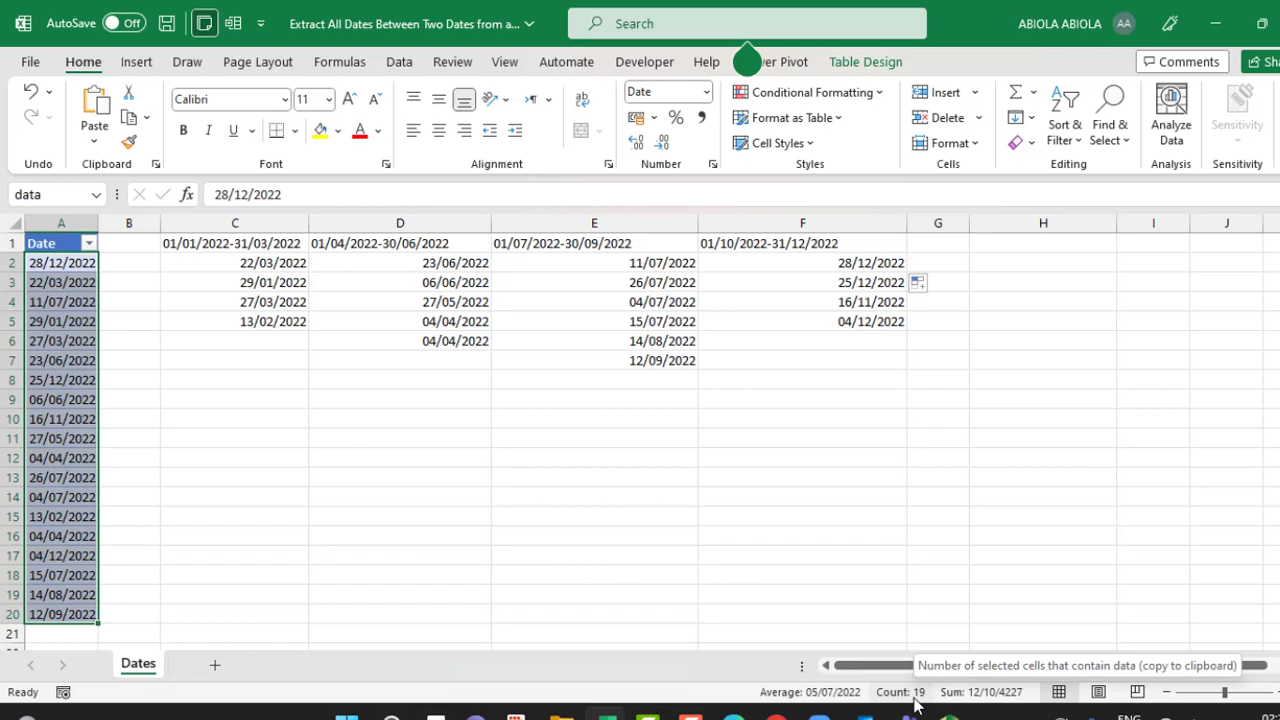 AutoSave Off Extract All Dates Between Two Dates from a... Search ABIOLA ABIOLA AA
File Home Insert Draw Page Layout Formulas Data Review View Automate Developer Help er Pivot Table Design Comments Sha
Calibri 11 Date Conditional Formatting Insert
Paste B I U Format as Table Delete Sort & Filter Find & Select Analyze Data Sensitivity
Cell Styles Format
Undo Clipboard Font Alignment Number Styles Cells Editing Analysis Sensitivity
data fx 28/12/2022
A B C D E F G H I J
1 Date 01/01/2022-31/03/2022 01/04/2022-30/06/2022 01/07/2022-30/09/2022 01/10/2022-31/12/2022
2 28/12/2022 22/03/2022 23/06/2022 11/07/2022 28/12/2022
3 22/03/2022 29/01/2022 06/06/2022 26/07/2022 25/12/2022
4 11/07/2022 27/03/2022 27/05/2022 04/07/2022 16/11/2022
5 29/01/2022 13/02/2022 04/04/2022 15/07/2022 04/12/2022
6 27/03/2022 04/04/2022 14/08/2022
7 23/06/2022 12/09/2022
8 25/12/2022
9 06/06/2022
10 16/11/2022
11 27/05/2022
12 04/04/2022
13 26/07/2022
14 04/07/2022
15 13/02/2022
16 04/04/2022
17 04/12/2022
18 15/07/2022
19 14/08/2022
20 12/09/2022
21
Dates Number of selected cells that contain data (copy to clipboard)
Ready Average: 05/07/2022 Count: 19 Sum: 12/10/4227
ENG